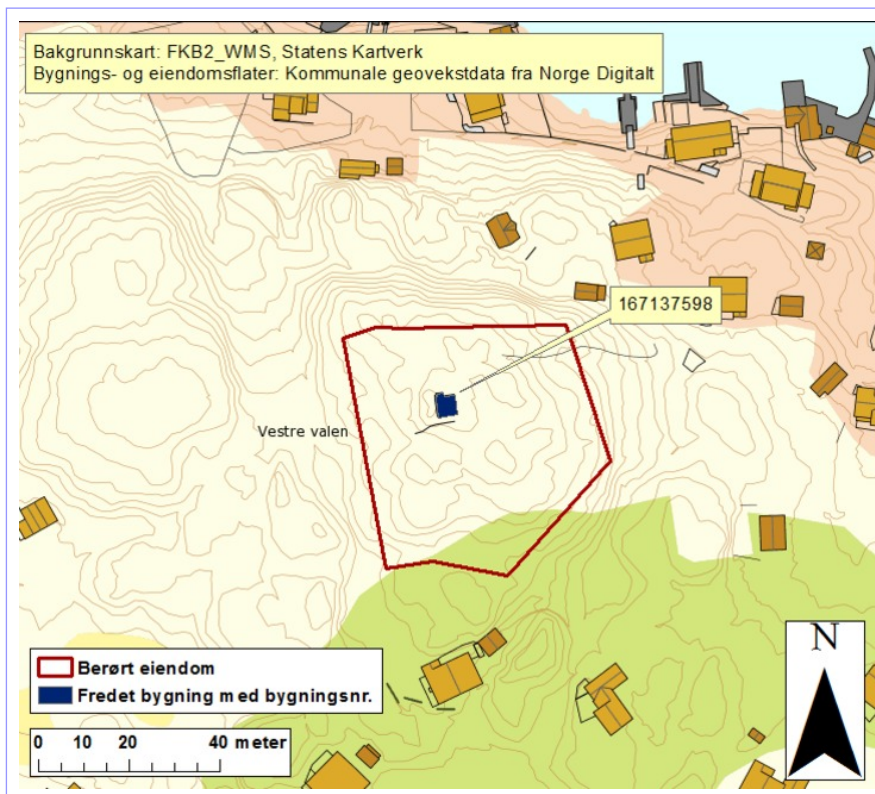 Bakgrunnskart: FKB2_WMS, Statens Kartverk
Bygnings- og eiendomsflater: Kommunale geovekstdata fra Norge Digitalt
167137598
Vestre valen
Berørt eiendom
Fredet bygning med bygningsnr.
0 10 20 40 meter
N